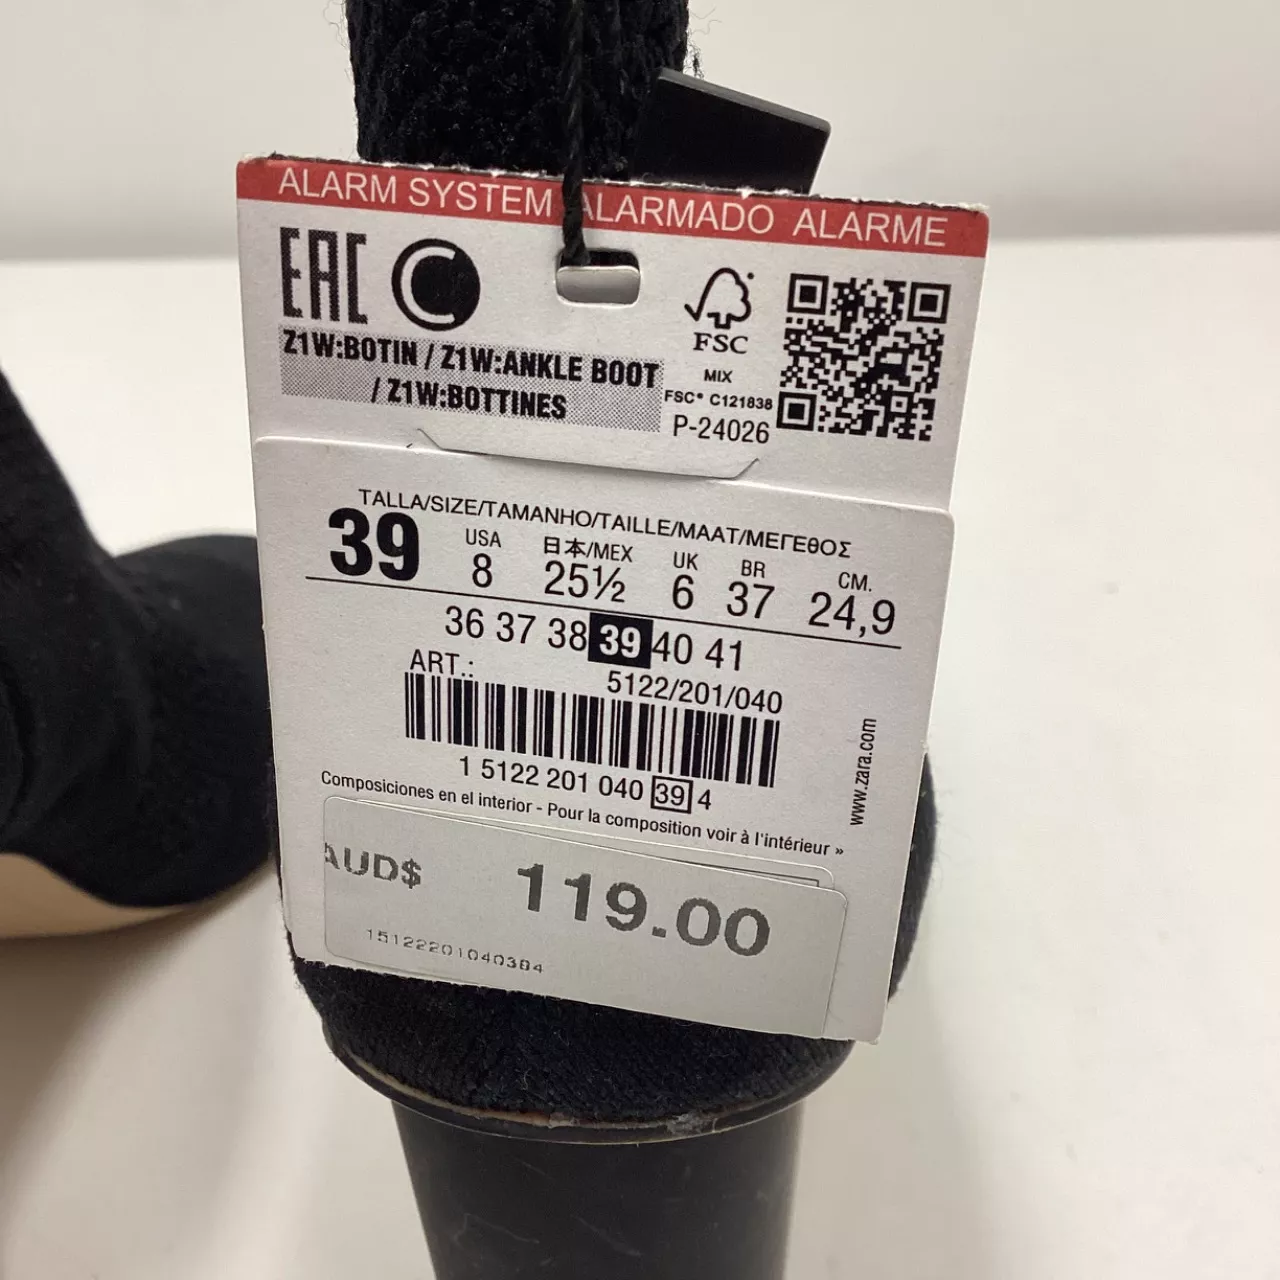 ALARM SYSTEM ALARMADO ALARME
EAC C
Z1W:BOTIN / Z1W:ANKLE BOOT
/ Z1W:BOTTINES
FSC
MIX
FSC® C121838
P-24026
TALLA/SIZE/TAMANHO/TAILLE/MAAT/ΜΕΓΕΘΟΣ
39 USA 8 日本/MEX 25½ UK 6 BR 37 CM. 24,9
36 37 38 39 40 41
ART.: 5122/201/040
1 5122 201 040 39 4
www.zara.com
Composiciones en el interior - Pour la composition voir à l'intérieur »
AUD$ 119.00
151222201040384